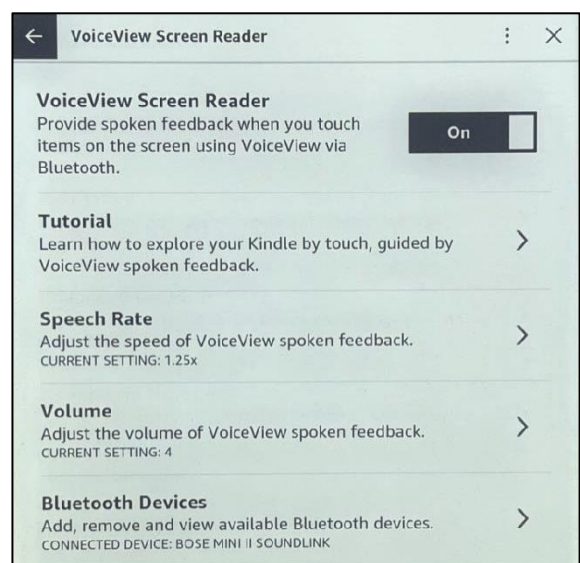 VoiceView Screen Reader
VoiceView Screen Reader
Provide spoken feedback when you touch
items on the screen using VoiceView via
Bluetooth.
On
Tutorial
Learn how to explore your Kindle by touch, guided by
VoiceView spoken feedback.
Speech Rate
Adjust the speed of VoiceView spoken feedback.
CURRENT SETTING: 1.25x
Volume
Adjust the volume of VoiceView spoken feedback.
CURRENT SETTING: 4
Bluetooth Devices
Add, remove and view available Bluetooth devices.
CONNECTED DEVICE: BOSE MINI II SOUNDLINK